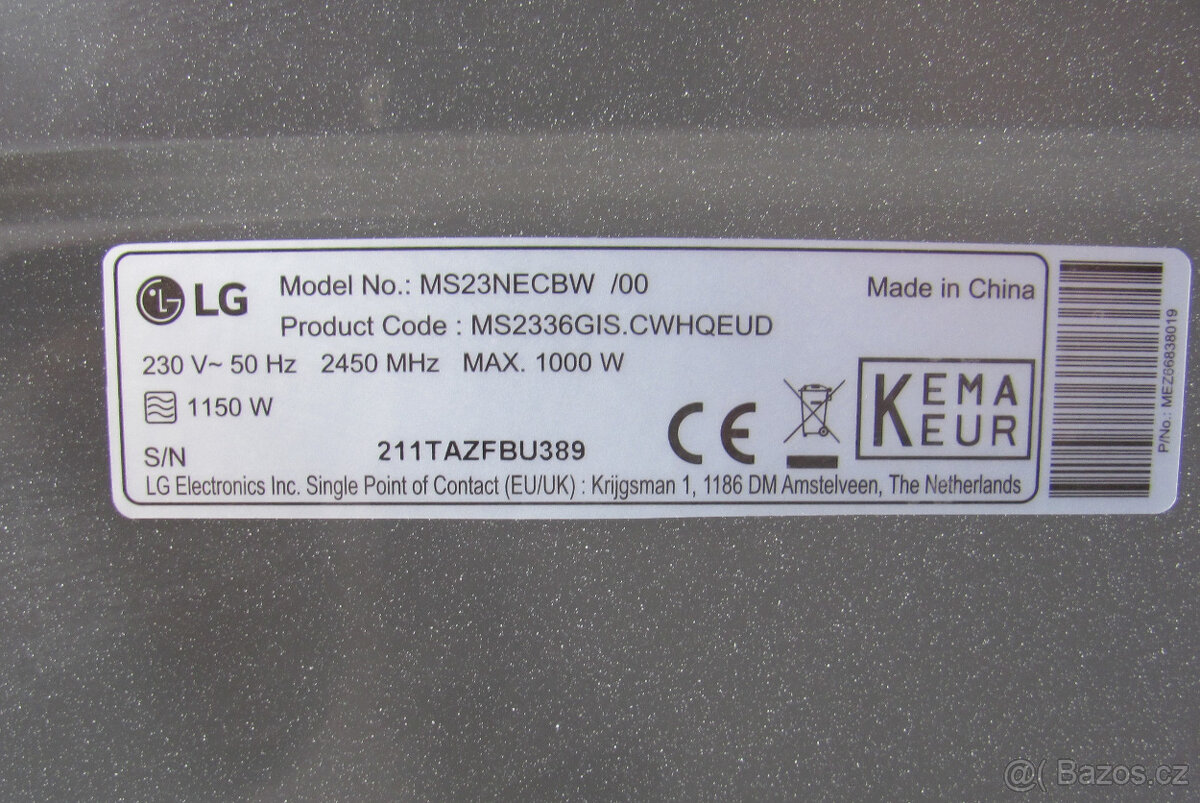 LG
Model No.: MS23NECBW /00
Made in China
Product Code : MS2336GIS.CWHQEUD
230 V~ 50 Hz 2450 MHz MAX. 1000 W
1150 W
CE
KEMA
KEUR
S/N 211TAZFBU389
LG Electronics Inc. Single Point of Contact (EU/UK) : Krijgsman 1, 1186 DM Amstelveen, The Netherlands
P/No.: MEZ66838019
@( Bazos.cz